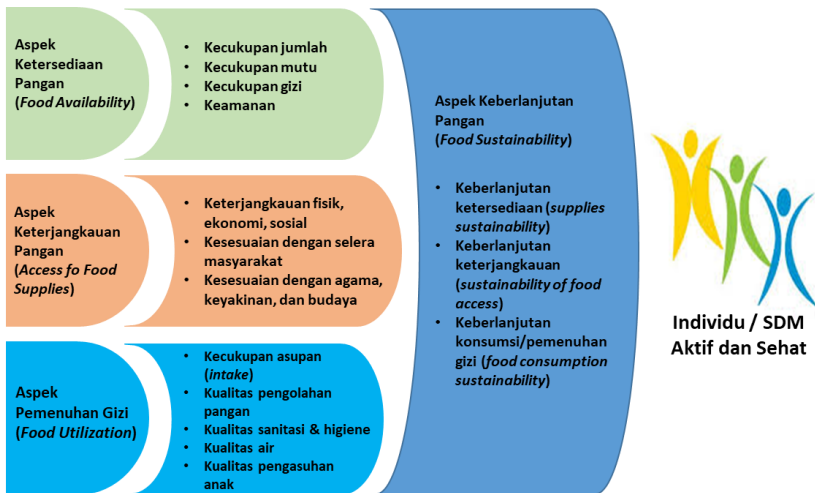 Aspek
Ketersediaan
Pangan
(Food Availability)
• Kecukupan jumlah
• Kecukupan mutu
• Kecukupan gizi
• Keamanan
Aspek
Keterjangkauan
Pangan
(Access fo Food
Supplies)
• Keterjangkauan fisik,
ekonomi, sosial
• Kesesuaian dengan selera
masyarakat
• Kesesuaian dengan agama,
keyakinan, dan budaya
Aspek
Pemenuhan Gizi
(Food Utilization)
• Kecukupan asupan
(intake)
• Kualitas pengolahan
pangan
• Kualitas sanitasi & higiene
• Kualitas air
• Kualitas pengasuhan
anak
Aspek Keberlanjutan
Pangan
(Food Sustainability)
• Keberlanjutan
ketersediaan (supplies
sustainability)
• Keberlanjutan
keterjangkauan
(sustainability of food
access)
• Keberlanjutan
konsumsi/pemenuhan
gizi (food consumption
sustainability)
Individu / SDM
Aktif dan Sehat